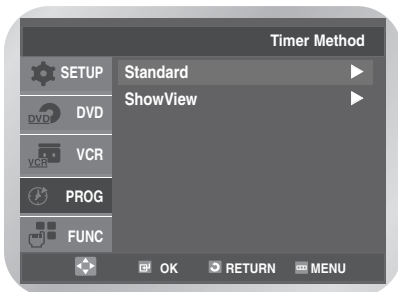 Timer Method
SETUP
Standard
ShowView
DVD
DVD
VCR
VCR
PROG
FUNC
OK
RETURN
MENU